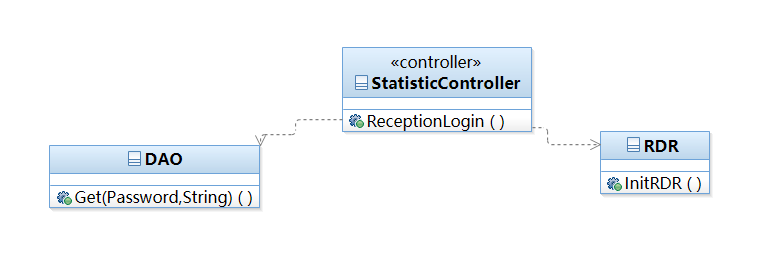 «controller»
StatisticController
ReceptionLogin ( )
DAO
Get(Password,String) ( )
RDR
InitRDR ( )